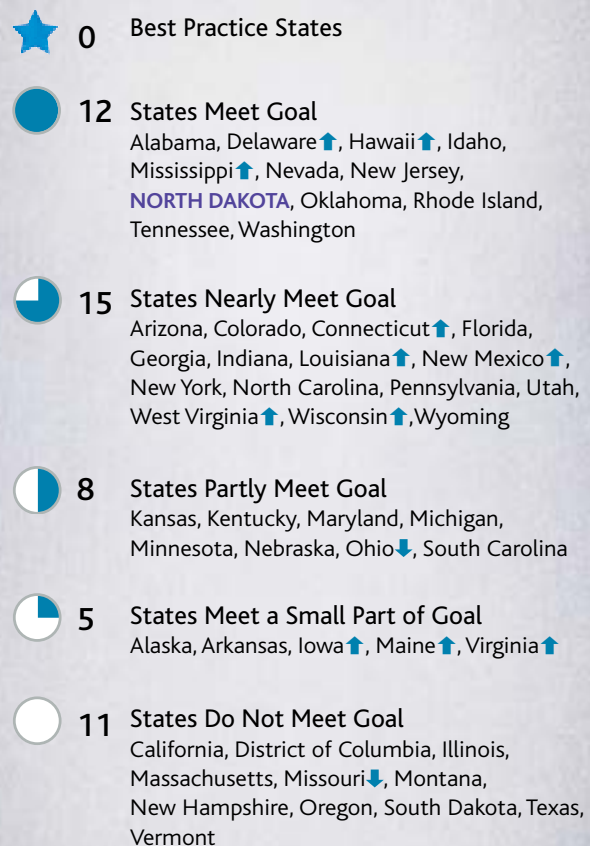 0 Best Practice States
12 States Meet Goal
Alabama, Delaware⬆, Hawaii⬆, Idaho,
Mississippi⬆, Nevada, New Jersey,
NORTH DAKOTA, Oklahoma, Rhode Island,
Tennessee, Washington
15 States Nearly Meet Goal
Arizona, Colorado, Connecticut⬆, Florida,
Georgia, Indiana, Louisiana⬆, New Mexico⬆,
New York, North Carolina, Pennsylvania, Utah,
West Virginia⬆, Wisconsin⬆,Wyoming
8 States Partly Meet Goal
Kansas, Kentucky, Maryland, Michigan,
Minnesota, Nebraska, Ohio⬇, South Carolina
5 States Meet a Small Part of Goal
Alaska, Arkansas, Iowa⬆, Maine⬆, Virginia⬆
11 States Do Not Meet Goal
California, District of Columbia, Illinois,
Massachusetts, Missouri⬇, Montana,
New Hampshire, Oregon, South Dakota, Texas,
Vermont